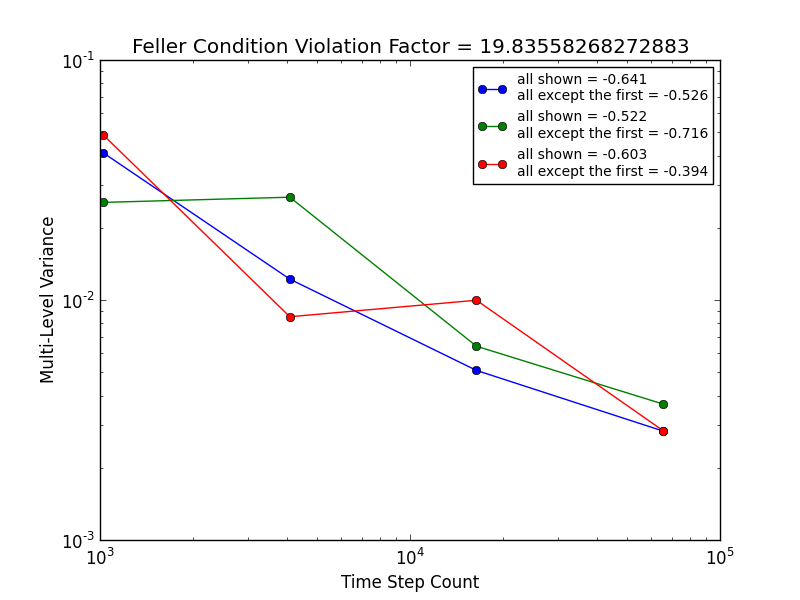 Feller Condition Violation Factor = 19.83558268272883
all shown = -0.641
all except the first = -0.526
all shown = -0.522
all except the first = -0.716
all shown = -0.603
all except the first = -0.394
Multi-Level Variance
10^-1
10^-2
10^-3
10^3
10^4
10^5
Time Step Count